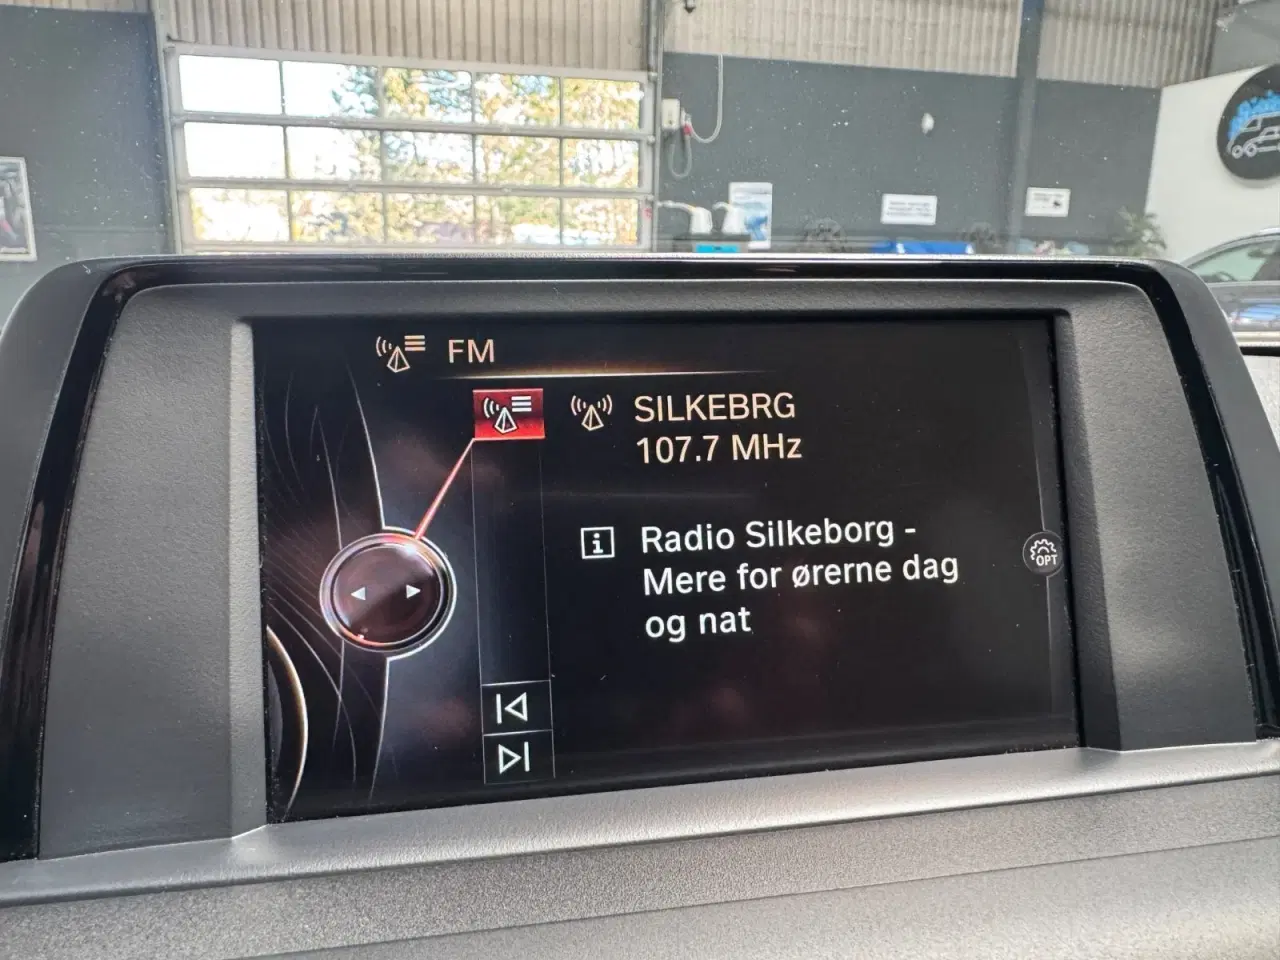 FM
SILKEBRG
107.7 MHz
i
Radio Silkeborg -
Mere for ørerne dag
og nat
OPT